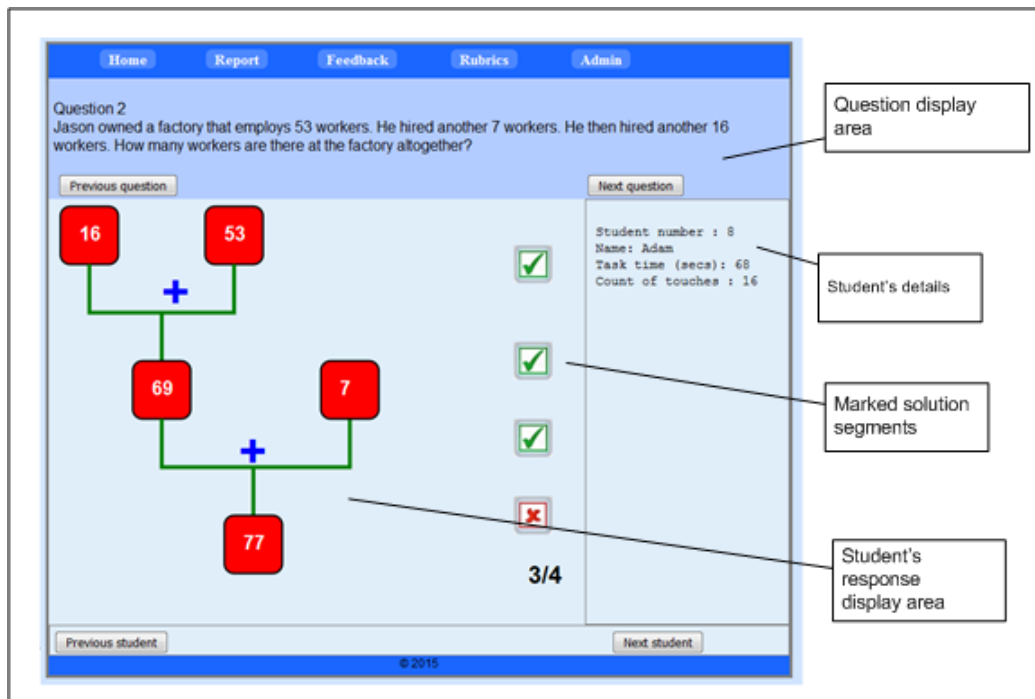 Home Report Feedback Rubrics Admin
Question 2
Jason owned a factory that employs 53 workers. He hired another 7 workers. He then hired another 16
workers. How many workers are there at the factory altogether?
Previous question Next question
16 53
+
69 7
+
77
3/4
Student number : 8
Name: Adam
Task time (secs): 68
Count of touches : 16
Previous student Next student
© 2015
Question display
area
Student's details
Marked solution
segments
Student's
response
display area